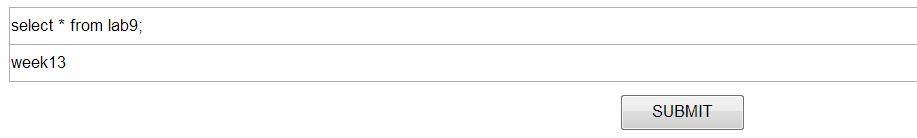 select * from lab9;
week13
SUBMIT